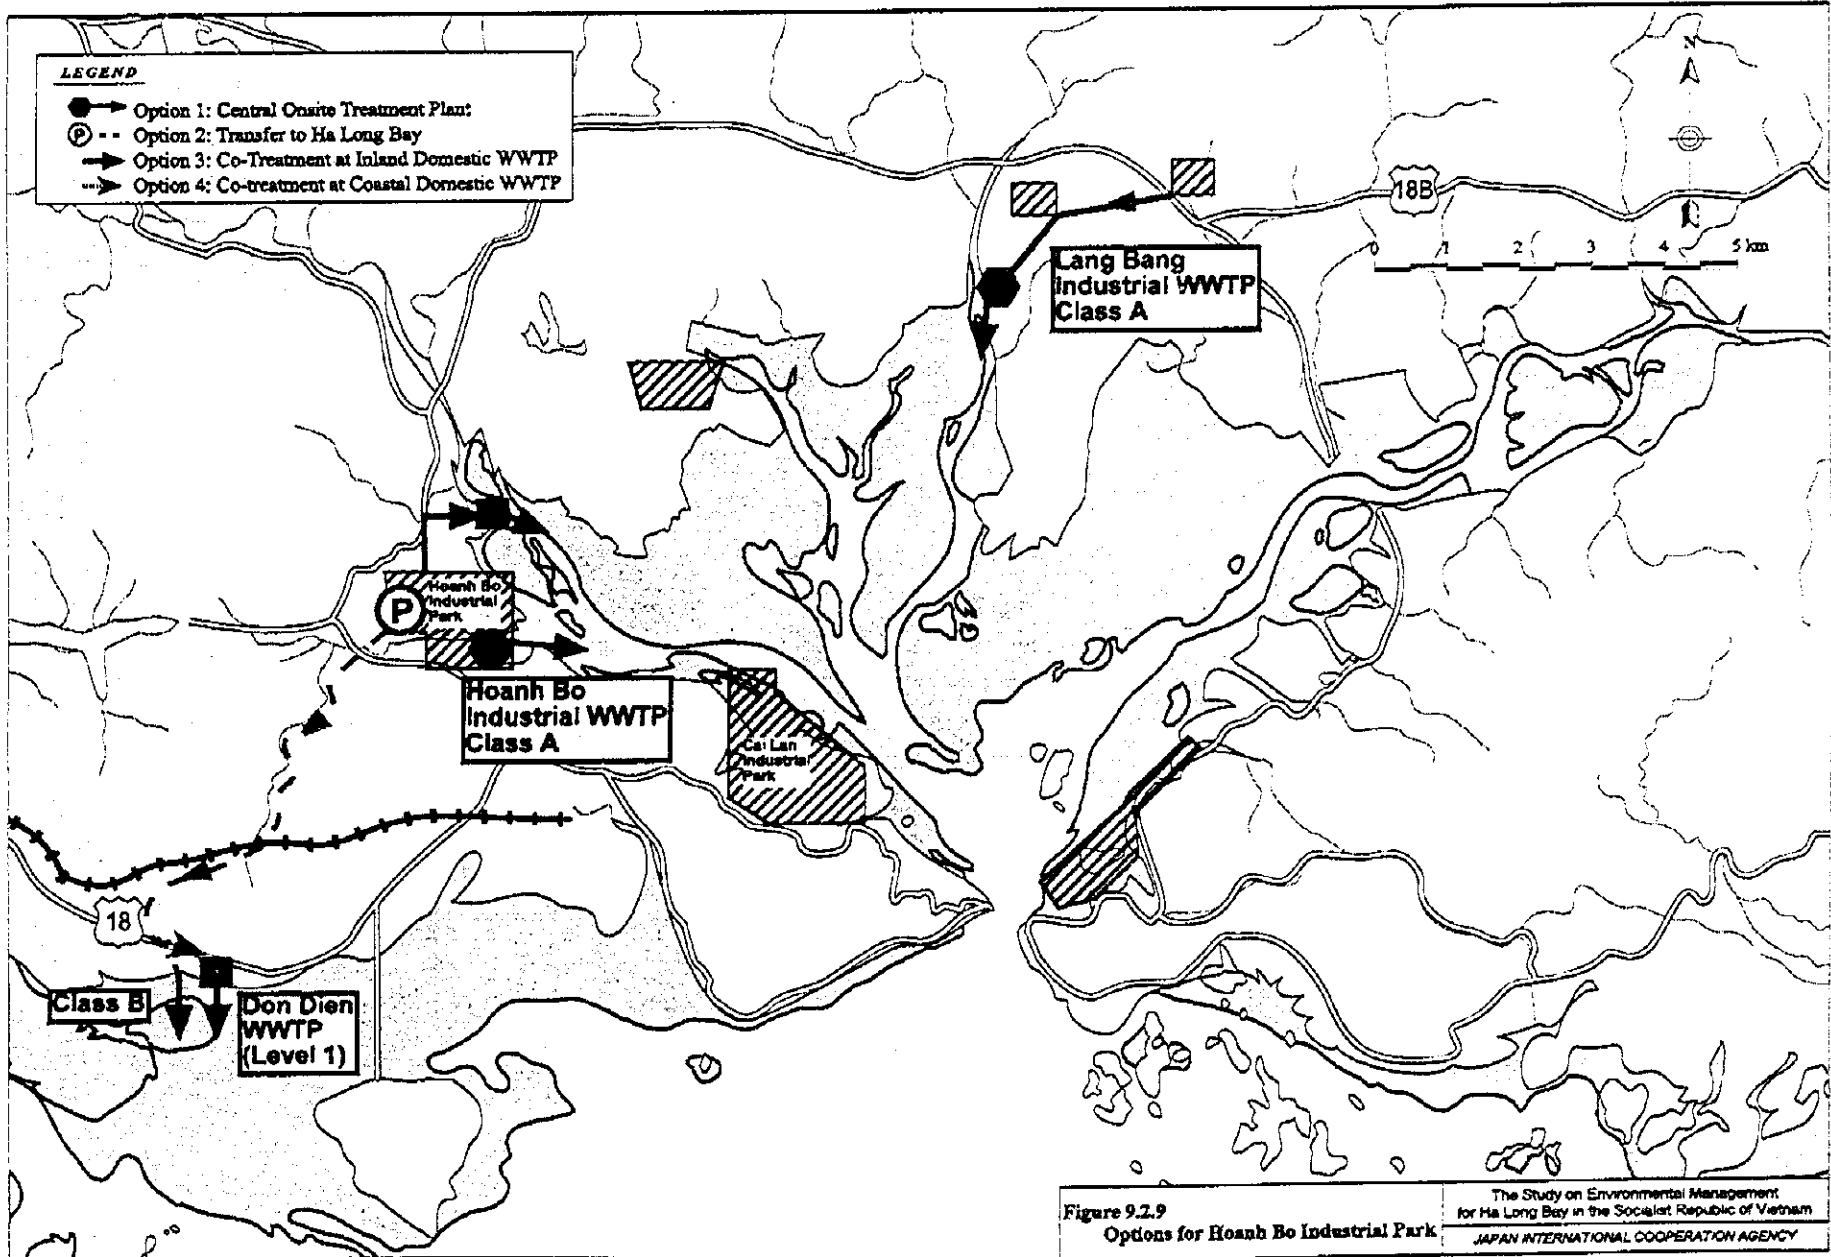 LEGEND
Option 1: Central Onsite Treatment Plant
P Option 2: Transfer to Ha Long Bay
Option 3: Co-Treatment at Inland Domestic WWTP
Option 4: Co-treatment at Coastal Domestic WWTP
N
18B
0 1 2 3 4 5 km
Lang Bang
Industrial WWTP
Class A
Hoanh Bo
Industrial
Park
P
Hoanh Bo
Industrial WWTP
Class A
Cai Lan
Industrial
Park
18
Class B
Don Dien
WWTP
(Level 1)
Figure 9.2.9
Options for Hoanh Bo Industrial Park
The Study on Environmental Management
for Ha Long Bay in the Socialist Republic of Vietnam
JAPAN INTERNATIONAL COOPERATION AGENCY